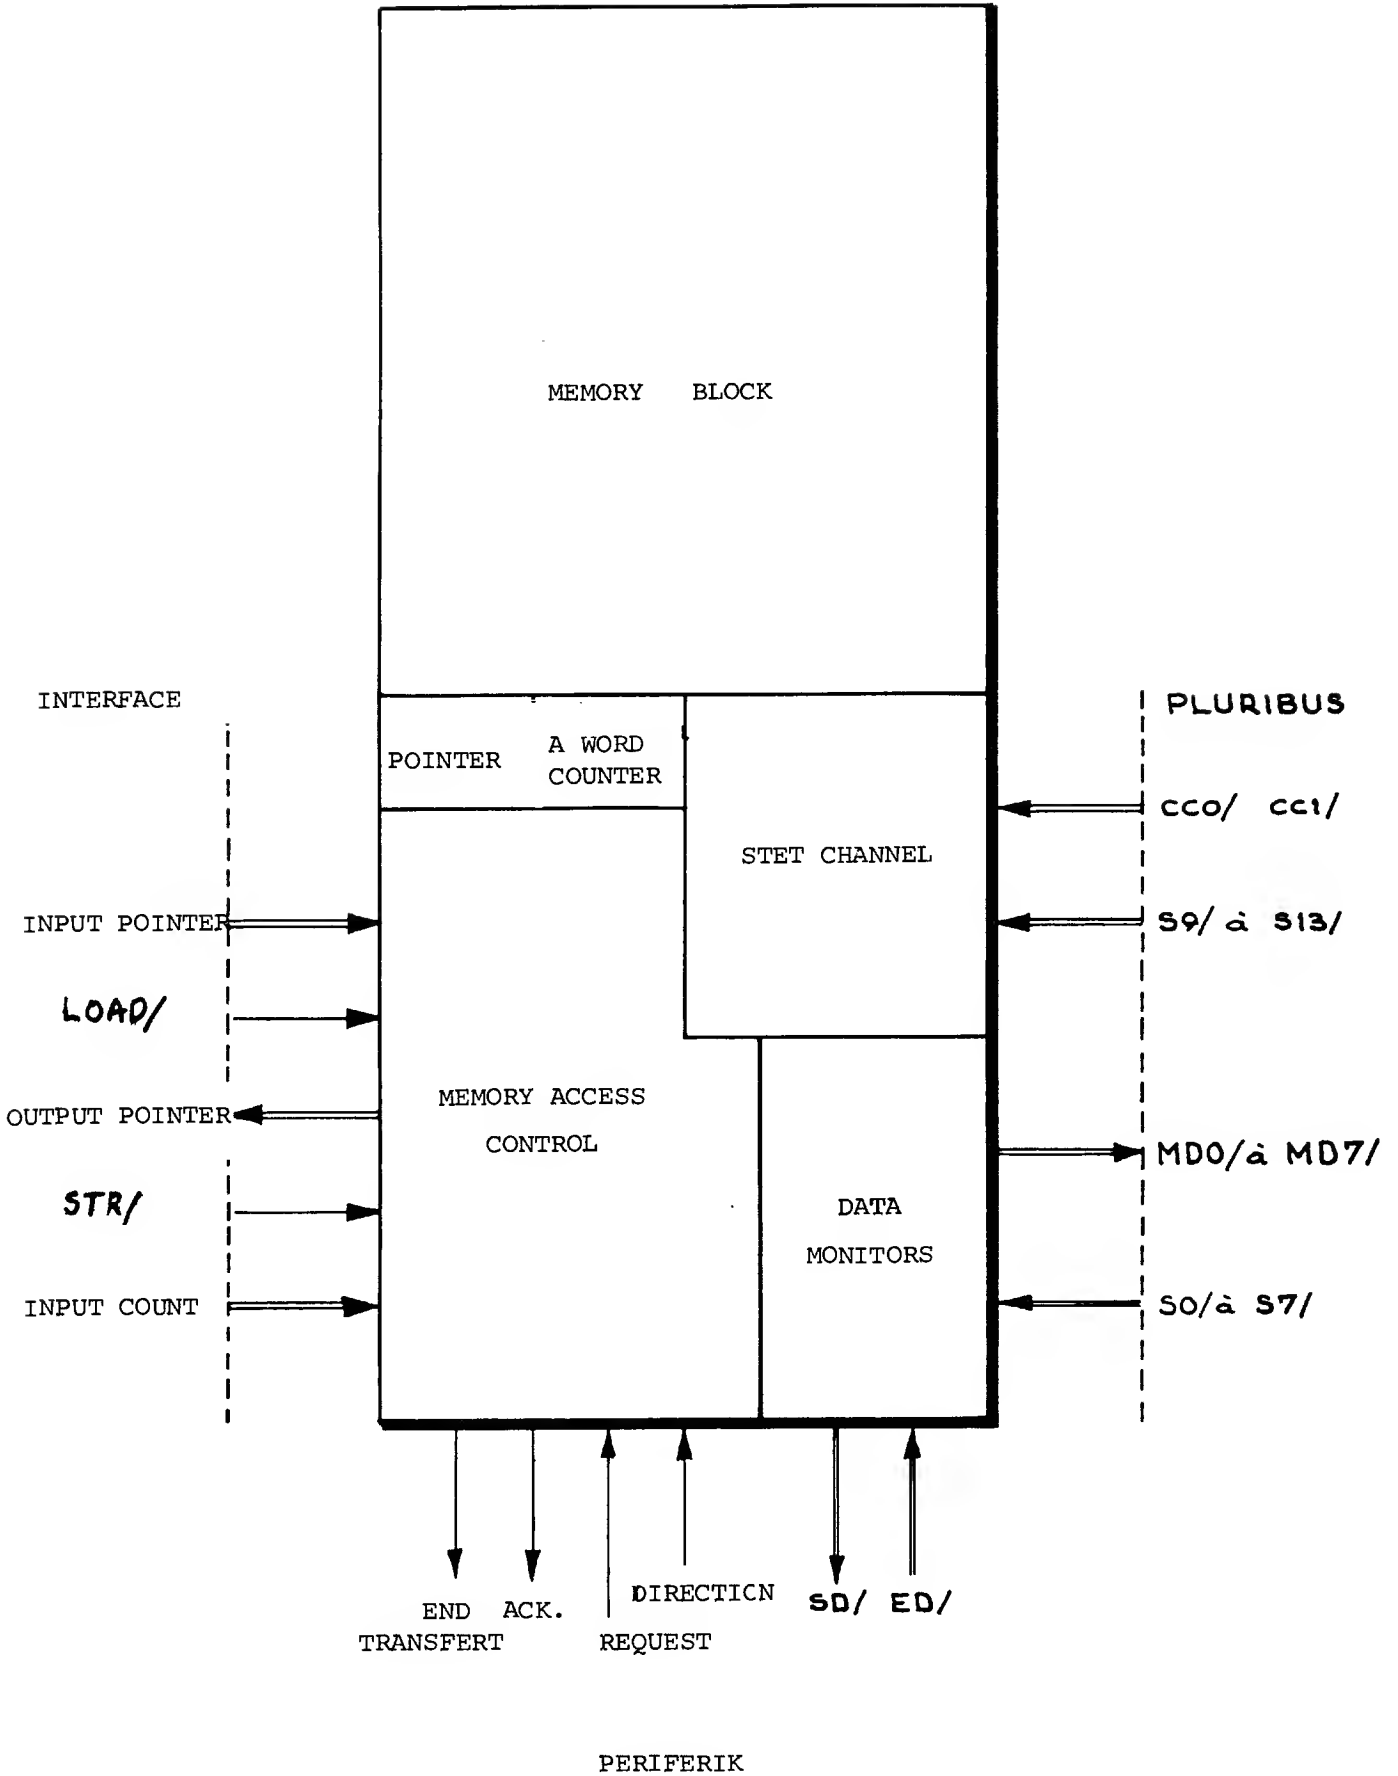 MEMORY BLOCK
INTERFACE
PLURIBUS
POINTER
A WORD
COUNTER
CC0/ CC1/
STET CHANNEL
INPUT POINTER
S9/ à S13/
LOAD/
MEMORY ACCESS
CONTROL
OUTPUT POINTER
MD0/ à MD7/
STR/
DATA
MONITORS
INPUT COUNT
S0/ à S7/
END
TRANSFERT
ACK.
REQUEST
DIRECTION
SD/ ED/
PERIFERIK